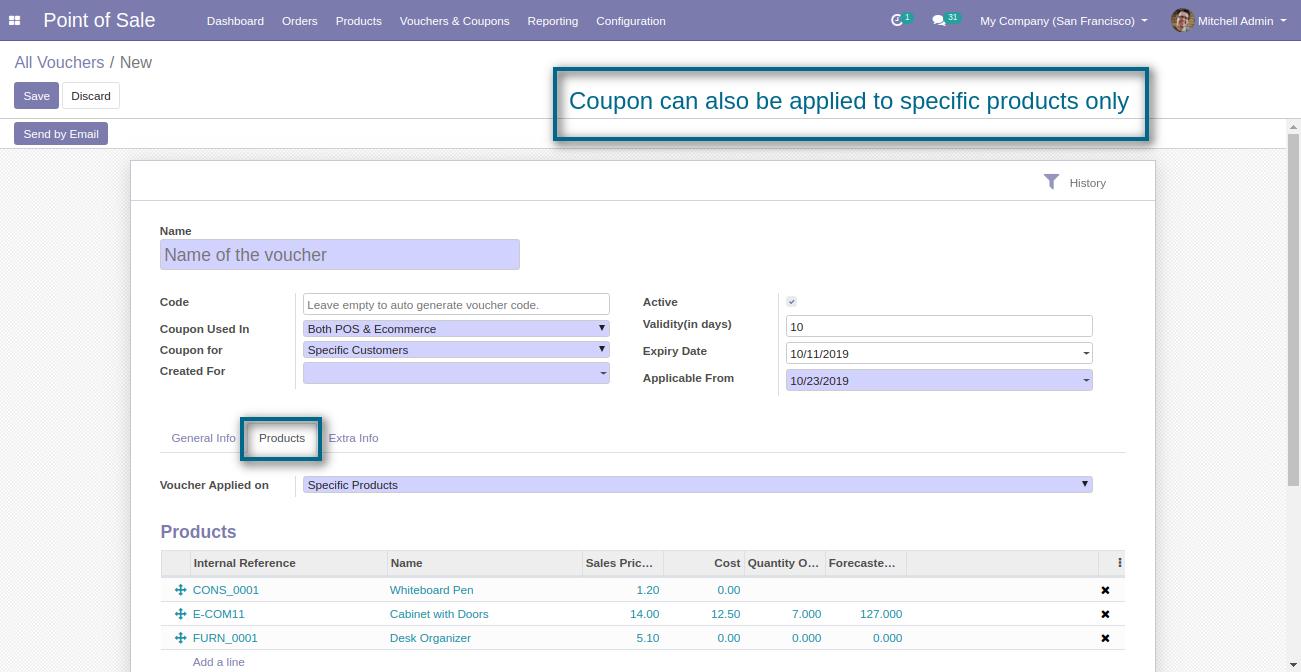 Point of Sale Dashboard Orders Products Vouchers & Coupons Reporting Configuration 1 31 My Company (San Francisco) Mitchell Admin
All Vouchers / New
Save Discard
Coupon can also be applied to specific products only
Send by Email
History
Name
Name of the voucher
Code Leave empty to auto generate voucher code.
Coupon Used In Both POS & Ecommerce
Coupon for Specific Customers
Created For
Active
Validity(in days) 10
Expiry Date 10/11/2019
Applicable From 10/23/2019
General Info Products Extra Info
Voucher Applied on Specific Products
Products
Internal Reference Name Sales Pric... Cost Quantity O... Forecaste...
CONS_0001 Whiteboard Pen 1.20 0.00
E-COM11 Cabinet with Doors 14.00 12.50 7.000 127.000
FURN_0001 Desk Organizer 5.10 0.00 0.000 0.000
Add a line